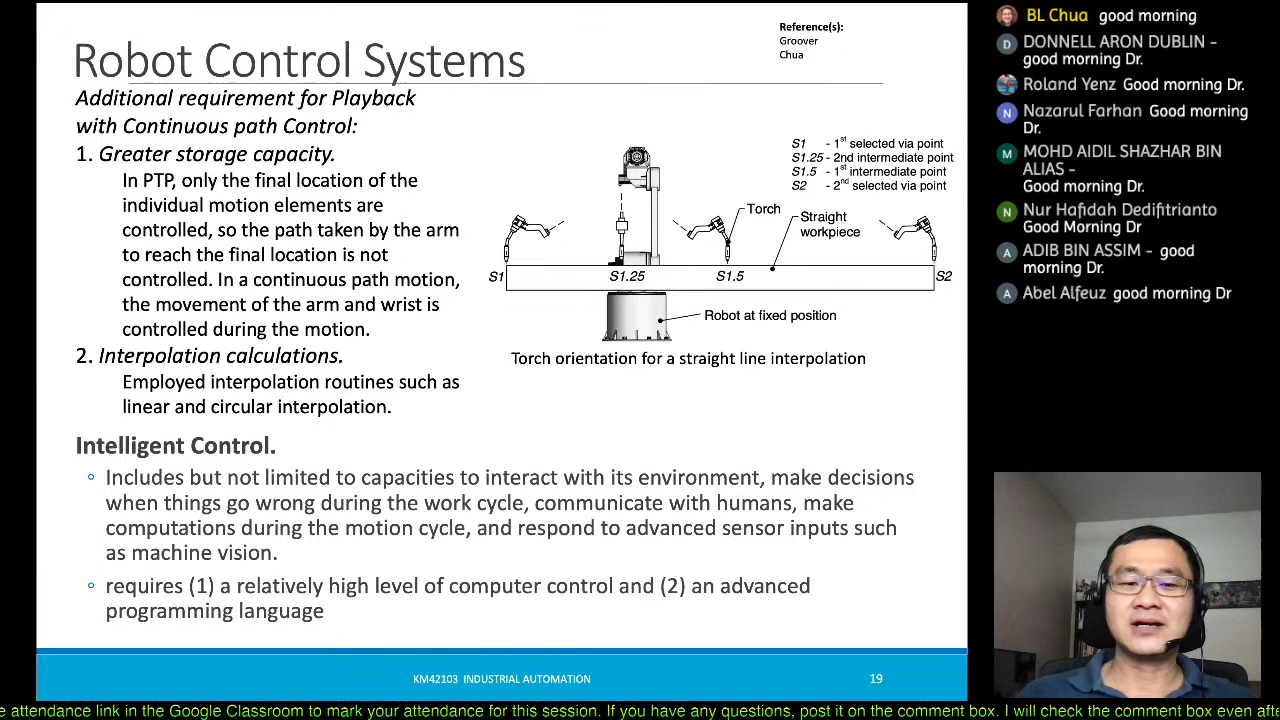 Robot Control Systems
Reference(s):
Groover
Chua
Additional requirement for Playback
with Continuous path Control:
1. Greater storage capacity.
In PTP, only the final location of the
individual motion elements are
controlled, so the path taken by the arm
to reach the final location is not
controlled. In a continuous path motion,
the movement of the arm and wrist is
controlled during the motion.
2. Interpolation calculations.
Employed interpolation routines such as
linear and circular interpolation.
S1 - 1st selected via point
S1.25 - 2nd intermediate point
S1.5 - 1st intermediate point
S2 - 2nd selected via point
Torch
Straight
workpiece
S1
S1.25
S1.5
S2
Robot at fixed position
Torch orientation for a straight line interpolation
Intelligent Control.
Includes but not limited to capacities to interact with its environment, make decisions
when things go wrong during the work cycle, communicate with humans, make
computations during the motion cycle, and respond to advanced sensor inputs such
as machine vision.
requires (1) a relatively high level of computer control and (2) an advanced
programming language
KM42103 INDUSTRIAL AUTOMATION
19
BL Chua good morning
D DONNELL ARON DUBLIN -
good morning Dr.
Roland Yenz Good morning Dr.
N Nazarul Farhan Good morning
Dr.
M MOHD AIDIL SHAZHAR BIN
ALIAS -
Good morning Dr.
N Nur Hafidah Dedifitrianto
Good Morning Dr
A ADIB BIN ASSIM - good
morning Dr.
A Abel Alfeuz good morning Dr
e attendance link in the Google Classroom to mark your attendance for this session. If you have any questions, post it on the comment box. I will check the comment box even aft